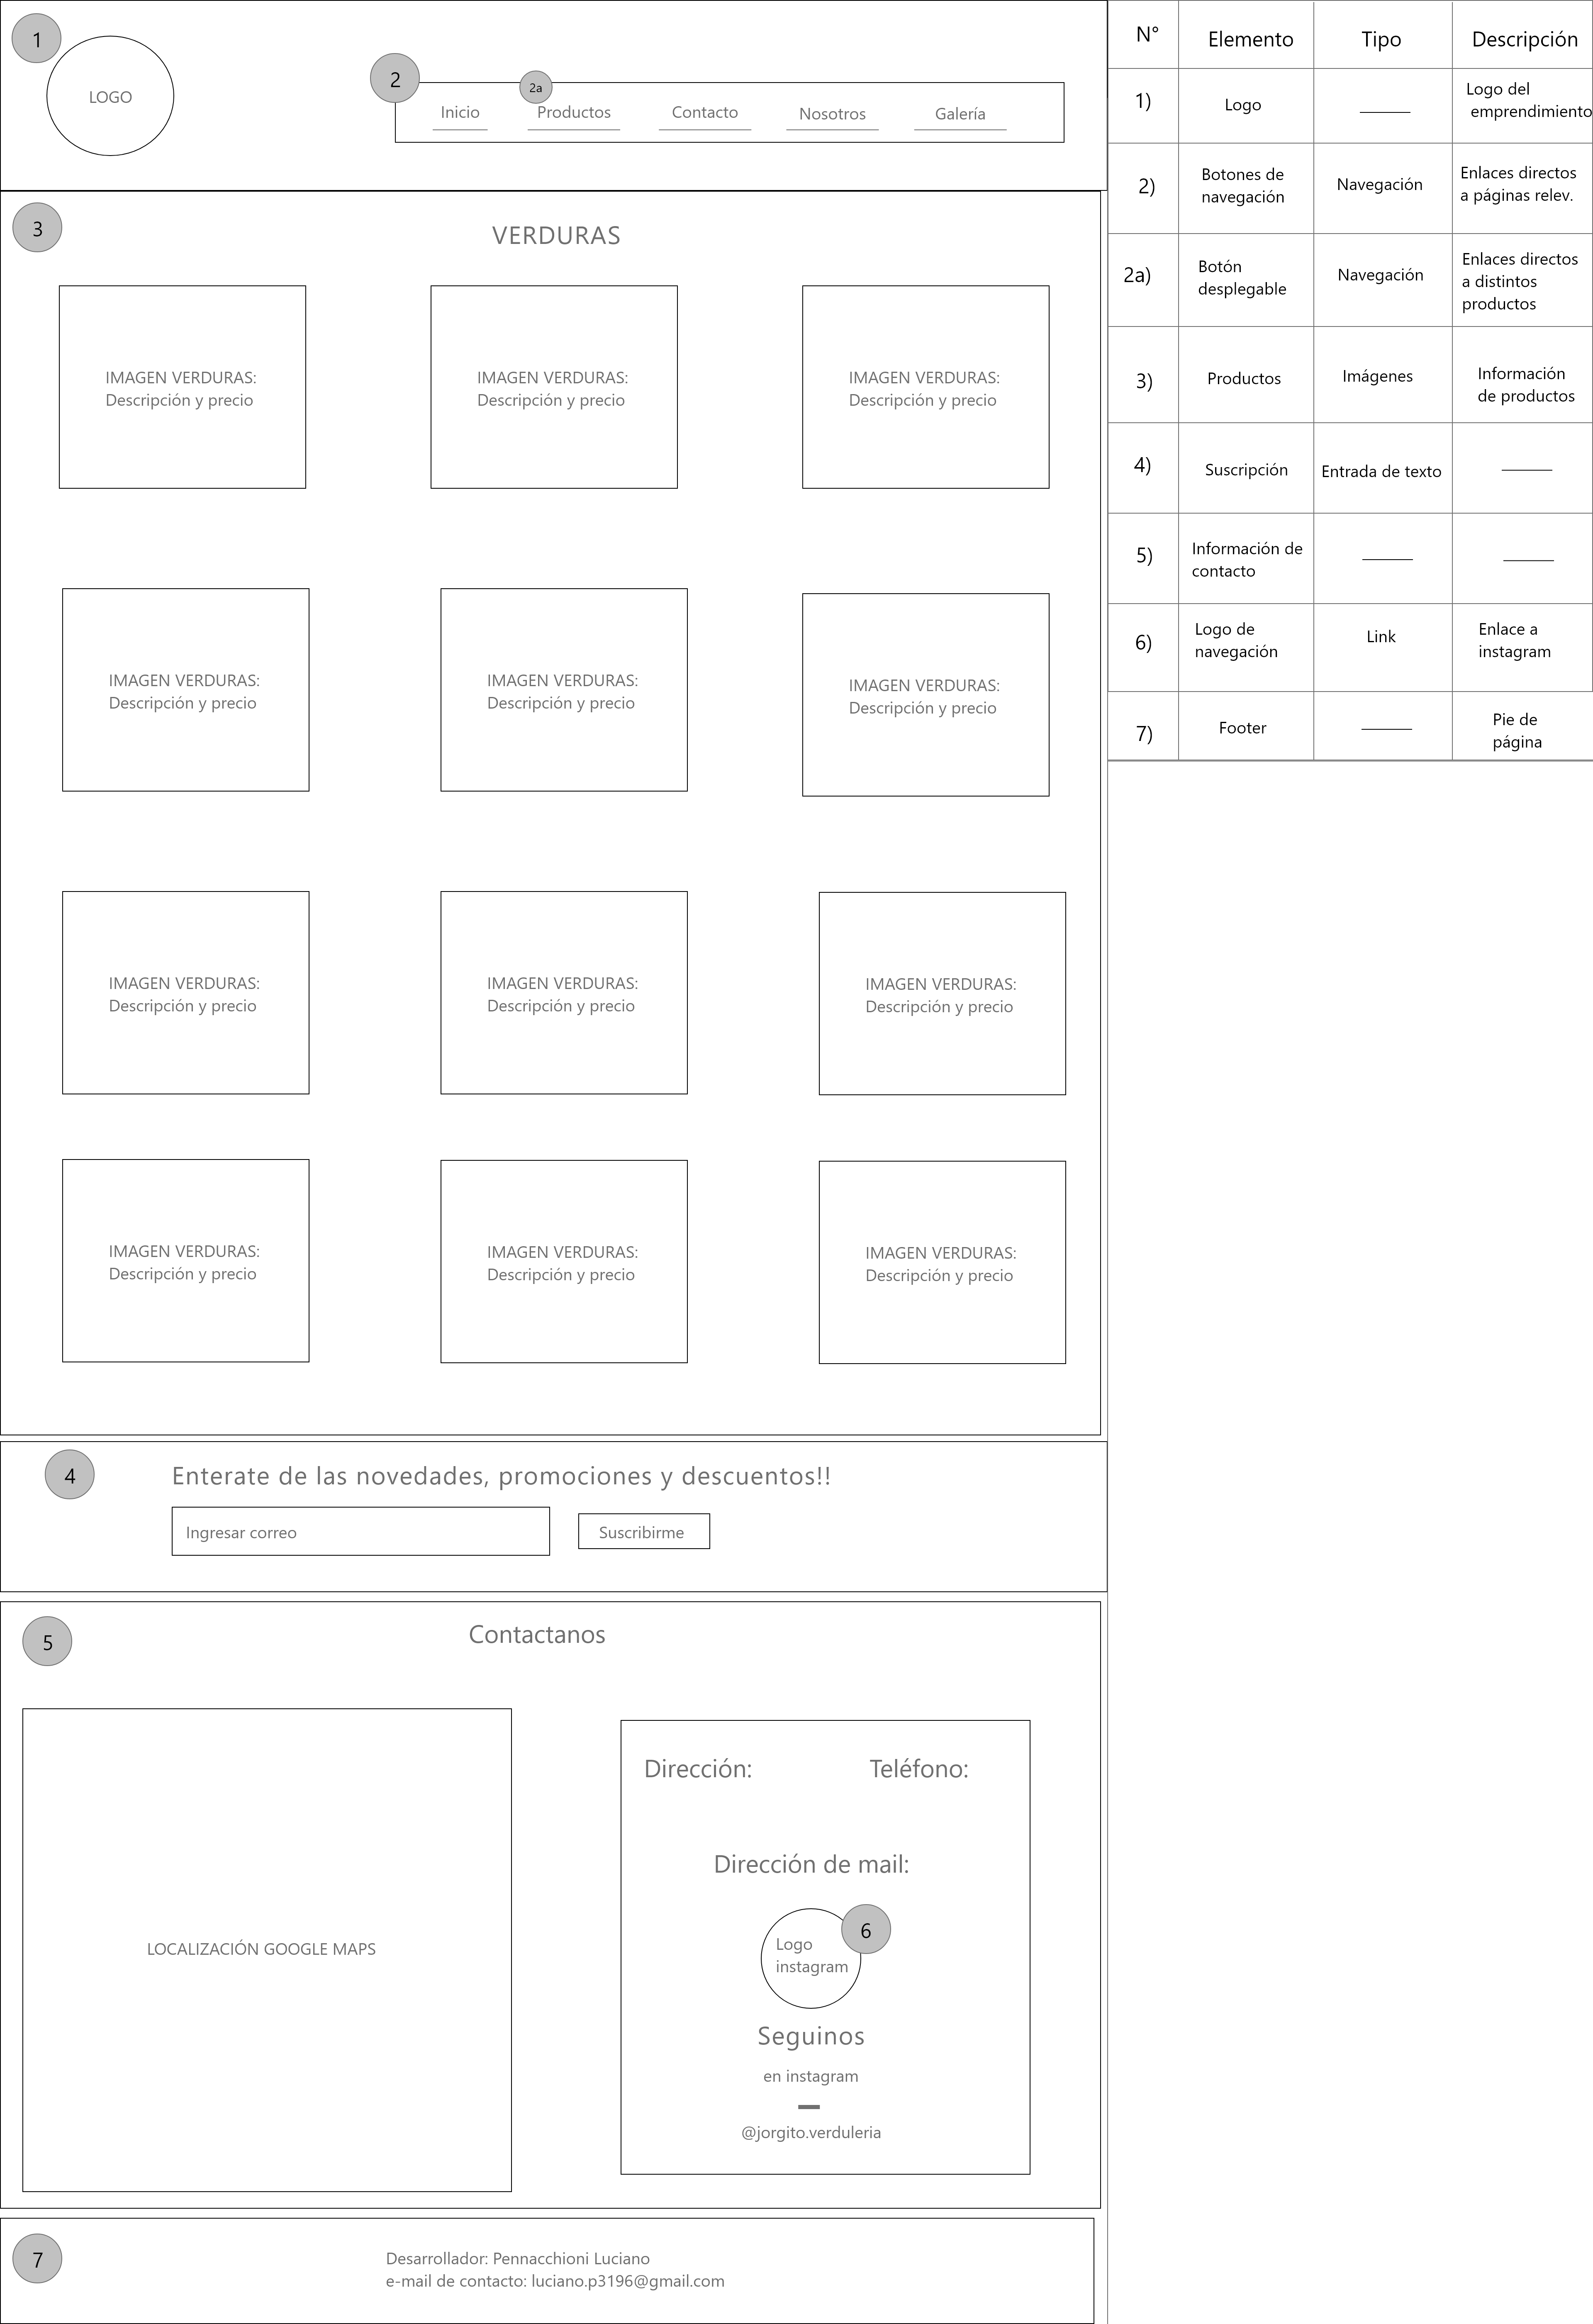 1
LOGO
2
2a
Inicio
Productos
Contacto
Nosotros
Galería
3
VERDURAS
IMAGEN VERDURAS:
Descripción y precio
IMAGEN VERDURAS:
Descripción y precio
IMAGEN VERDURAS:
Descripción y precio
IMAGEN VERDURAS:
Descripción y precio
IMAGEN VERDURAS:
Descripción y precio
IMAGEN VERDURAS:
Descripción y precio
IMAGEN VERDURAS:
Descripción y precio
IMAGEN VERDURAS:
Descripción y precio
IMAGEN VERDURAS:
Descripción y precio
IMAGEN VERDURAS:
Descripción y precio
IMAGEN VERDURAS:
Descripción y precio
IMAGEN VERDURAS:
Descripción y precio
4
Enterate de las novedades, promociones y descuentos!!
Ingresar correo
Suscribirme
5
Contactanos
LOCALIZACIÓN GOOGLE MAPS
Dirección:
Teléfono:
Dirección de mail:
6
Logo
instagram
Seguinos
en instagram
@jorgito.verduleria
7
Desarrollador: Pennacchioni Luciano
e-mail de contacto: luciano.p3196@gmail.com
N°
Elemento
Tipo
Descripción
1)
Logo
Logo del
emprendimiento
2)
Botones de
navegación
Navegación
Enlaces directos
a páginas relev.
2a)
Botón
desplegable
Navegación
Enlaces directos
a distintos
productos
3)
Productos
Imágenes
Información
de productos
4)
Suscripción
Entrada de texto
5)
Información de
contacto
6)
Logo de
navegación
Link
Enlace a
instagram
7)
Footer
Pie de
página